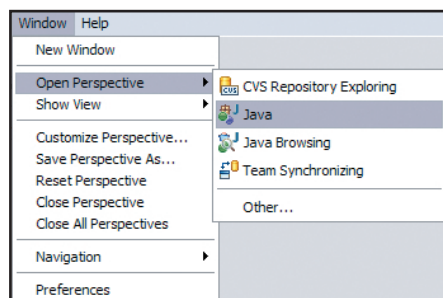 Window Help
New Window
Open Perspective
Show View
Customize Perspective...
Save Perspective As...
Reset Perspective
Close Perspective
Close All Perspectives
Navigation
Preferences
CVS CVS Repository Exploring
Java
Java Browsing
Team Synchronizing
Other...